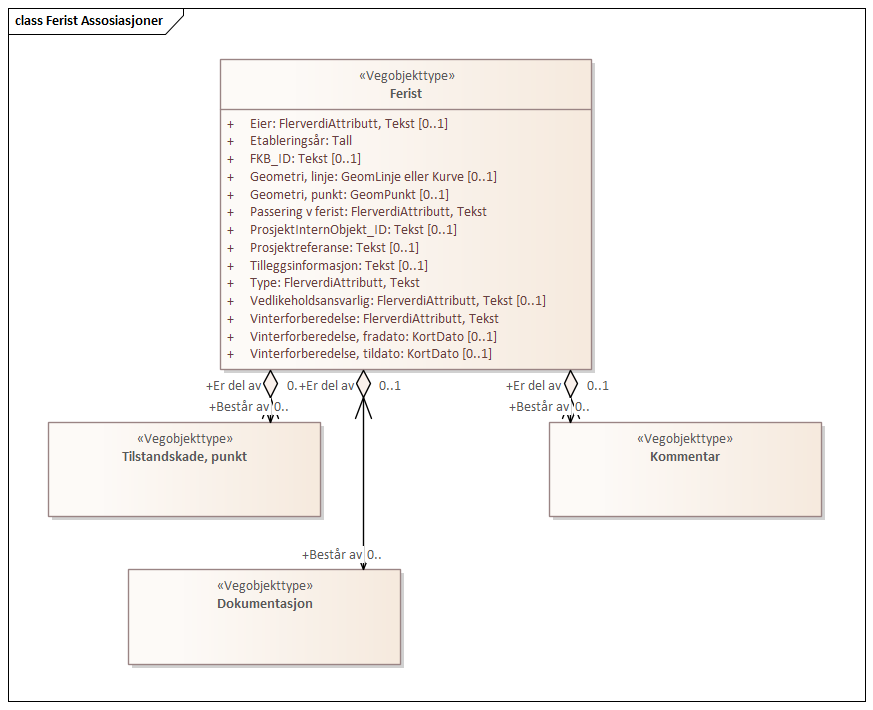 class Ferist Assosiasjoner
«Vegobjekttype»
Ferist
+ Eier: FlerverdiAttributt, Tekst [0..1]
+ Etableringsår: Tall
+ FKB_ID: Tekst [0..1]
+ Geometri, linje: GeomLinje eller Kurve [0..1]
+ Geometri, punkt: GeomPunkt [0..1]
+ Passering v ferist: FlerverdiAttributt, Tekst
+ ProsjektInternObjekt_ID: Tekst [0..1]
+ Prosjektreferanse: Tekst [0..1]
+ Tilleggsinformasjon: Tekst [0..1]
+ Type: FlerverdiAttributt, Tekst
+ Vedlikeholdsansvarlig: FlerverdiAttributt, Tekst [0..1]
+ Vinterforberedelse: FlerverdiAttributt, Tekst
+ Vinterforberedelse, fradato: KortDato [0..1]
+ Vinterforberedelse, tildato: KortDato [0..1]
+Er del av 0..
+Er del av 0..1
+Er del av 0..1
+Består av 0..
+Består av 0..
«Vegobjekttype»
Tilstandskade, punkt
«Vegobjekttype»
Kommentar
+Består av 0..
«Vegobjekttype»
Dokumentasjon